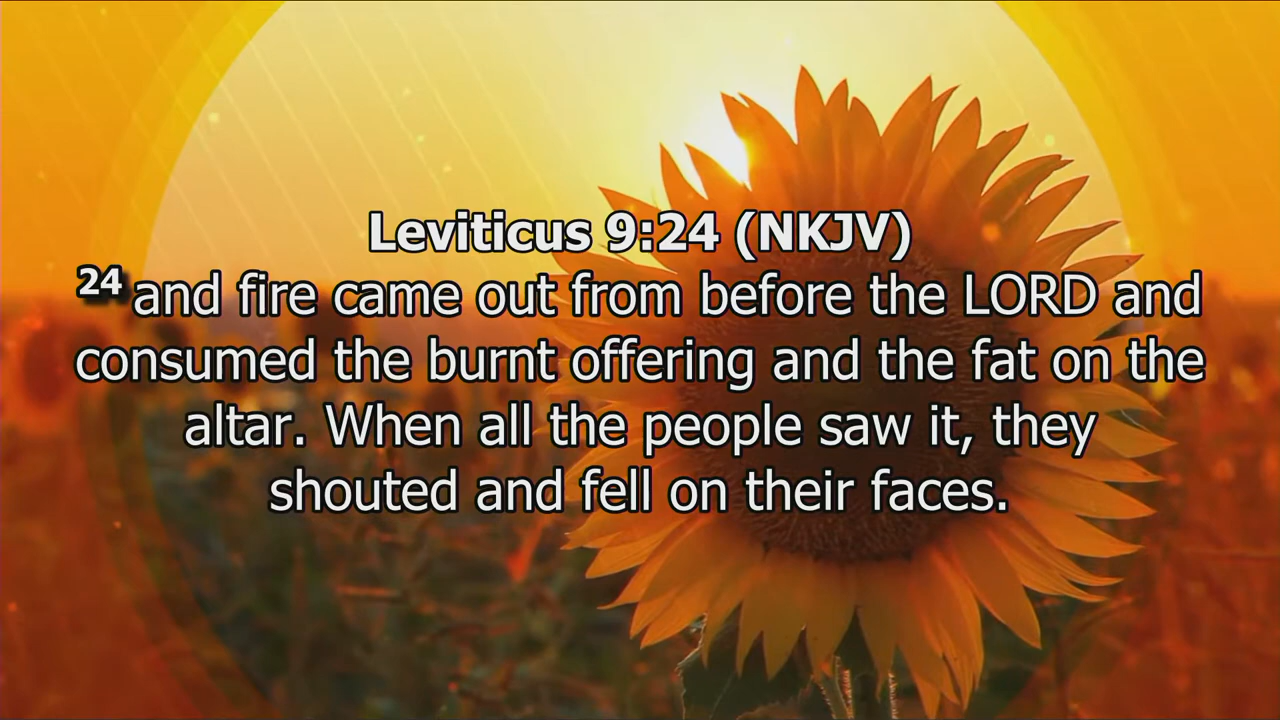 Leviticus 9:24 (NKJV)
24 and fire came out from before the LORD and
consumed the burnt offering and the fat on the
altar. When all the people saw it, they
shouted and fell on their faces.